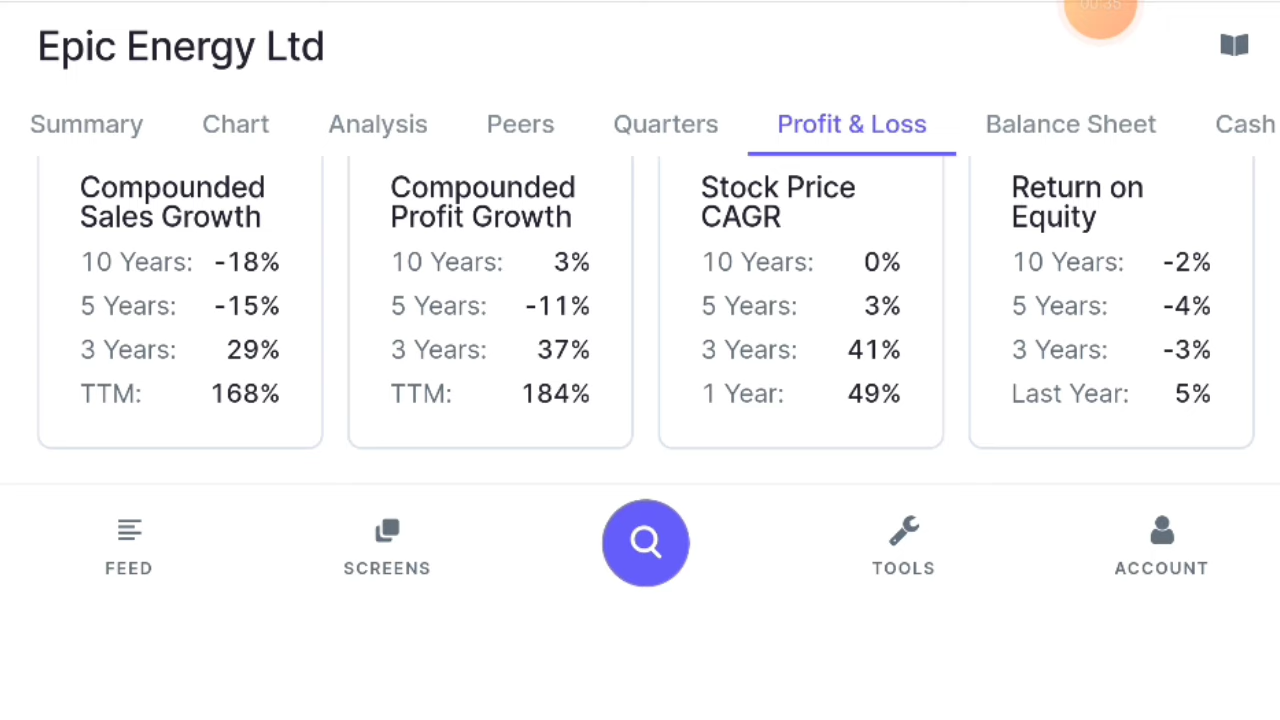 00:35
Epic Energy Ltd
Summary Chart Analysis Peers Quarters Profit & Loss Balance Sheet Cash
Compounded
Sales Growth
10 Years: -18%
5 Years: -15%
3 Years: 29%
TTM: 168%
Compounded
Profit Growth
10 Years: 3%
5 Years: -11%
3 Years: 37%
TTM: 184%
Stock Price
CAGR
10 Years: 0%
5 Years: 3%
3 Years: 41%
1 Year: 49%
Return on
Equity
10 Years: -2%
5 Years: -4%
3 Years: -3%
Last Year: 5%
FEED SCREENS TOOLS ACCOUNT